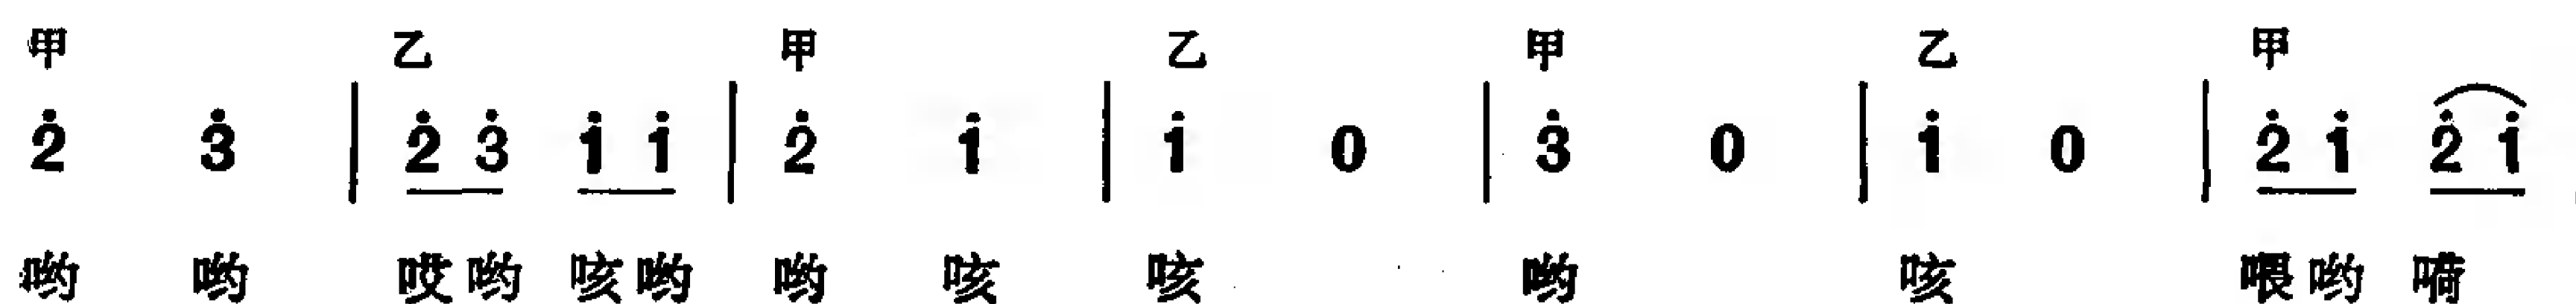 甲 乙 甲 乙 甲 乙 甲
2̇ 3̇ | 2̇ 3̇ 1̇ 1̇ | 2̇ 1̇ | 1̇ 0 | 3̇ 0 | 1̇ 0 | 2̇ 1̇ 2̇ 1̇
哟 哟 哎哟 咳哟 哟 咳 咳 哟 咳 喂哟 嗬